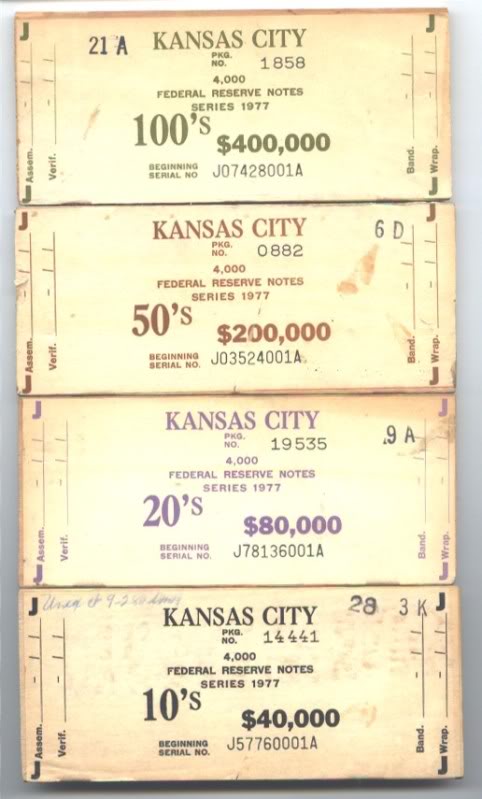 J J
21 A KANSAS CITY
PKG.
NO. 1858
4,000
FEDERAL RESERVE NOTES
SERIES 1977
100's $400,000
BEGINNING
SERIAL NO J07428001A
Assem. Verif. Band. Wrap.
J J
J J
KANSAS CITY 6 D
PKG.
NO. 0882
4,000
FEDERAL RESERVE NOTES
SERIES 1977
50's $200,000
BEGINNING
SERIAL NO. J03524001A
Assem. Verif. Band. Wrap.
J J
J J
KANSAS CITY 9 A
PKG.
NO. 19535
4,000
FEDERAL RESERVE NOTES
SERIES 1977
20's $80,000
BEGINNING
SERIAL NO. J78136001A
Assem. Verif. Band. Wrap.
J J
J J
KANSAS CITY 28 3 K
PKG.
NO. 14441
4,000
FEDERAL RESERVE NOTES
SERIES 1977
10's $40,000
BEGINNING
SERIAL NO. J57760001A
Assem. Verif. Band. Wrap.
J J